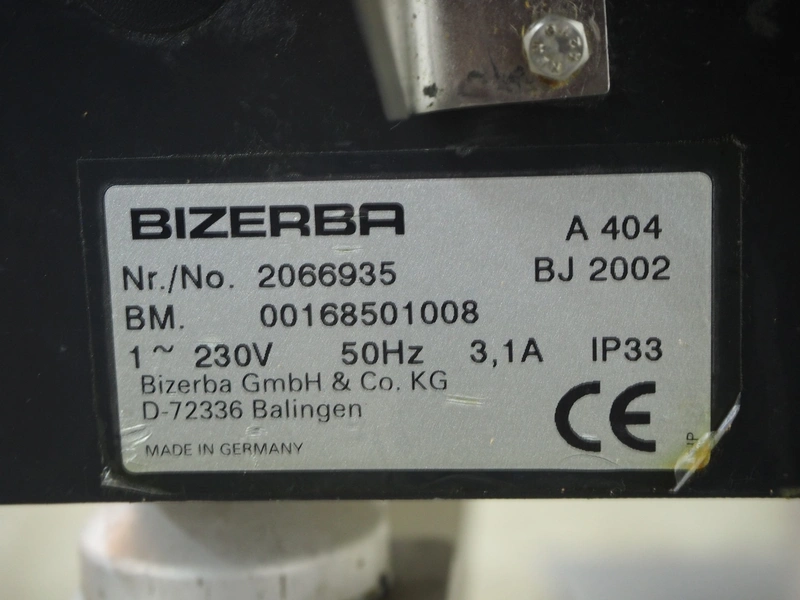 BIZERBA A 404
Nr./No. 2066935 BJ 2002
BM. 00168501008
1~ 230V 50Hz 3,1A IP33
Bizerba GmbH & Co. KG
D-72336 Balingen
CE
MADE IN GERMANY